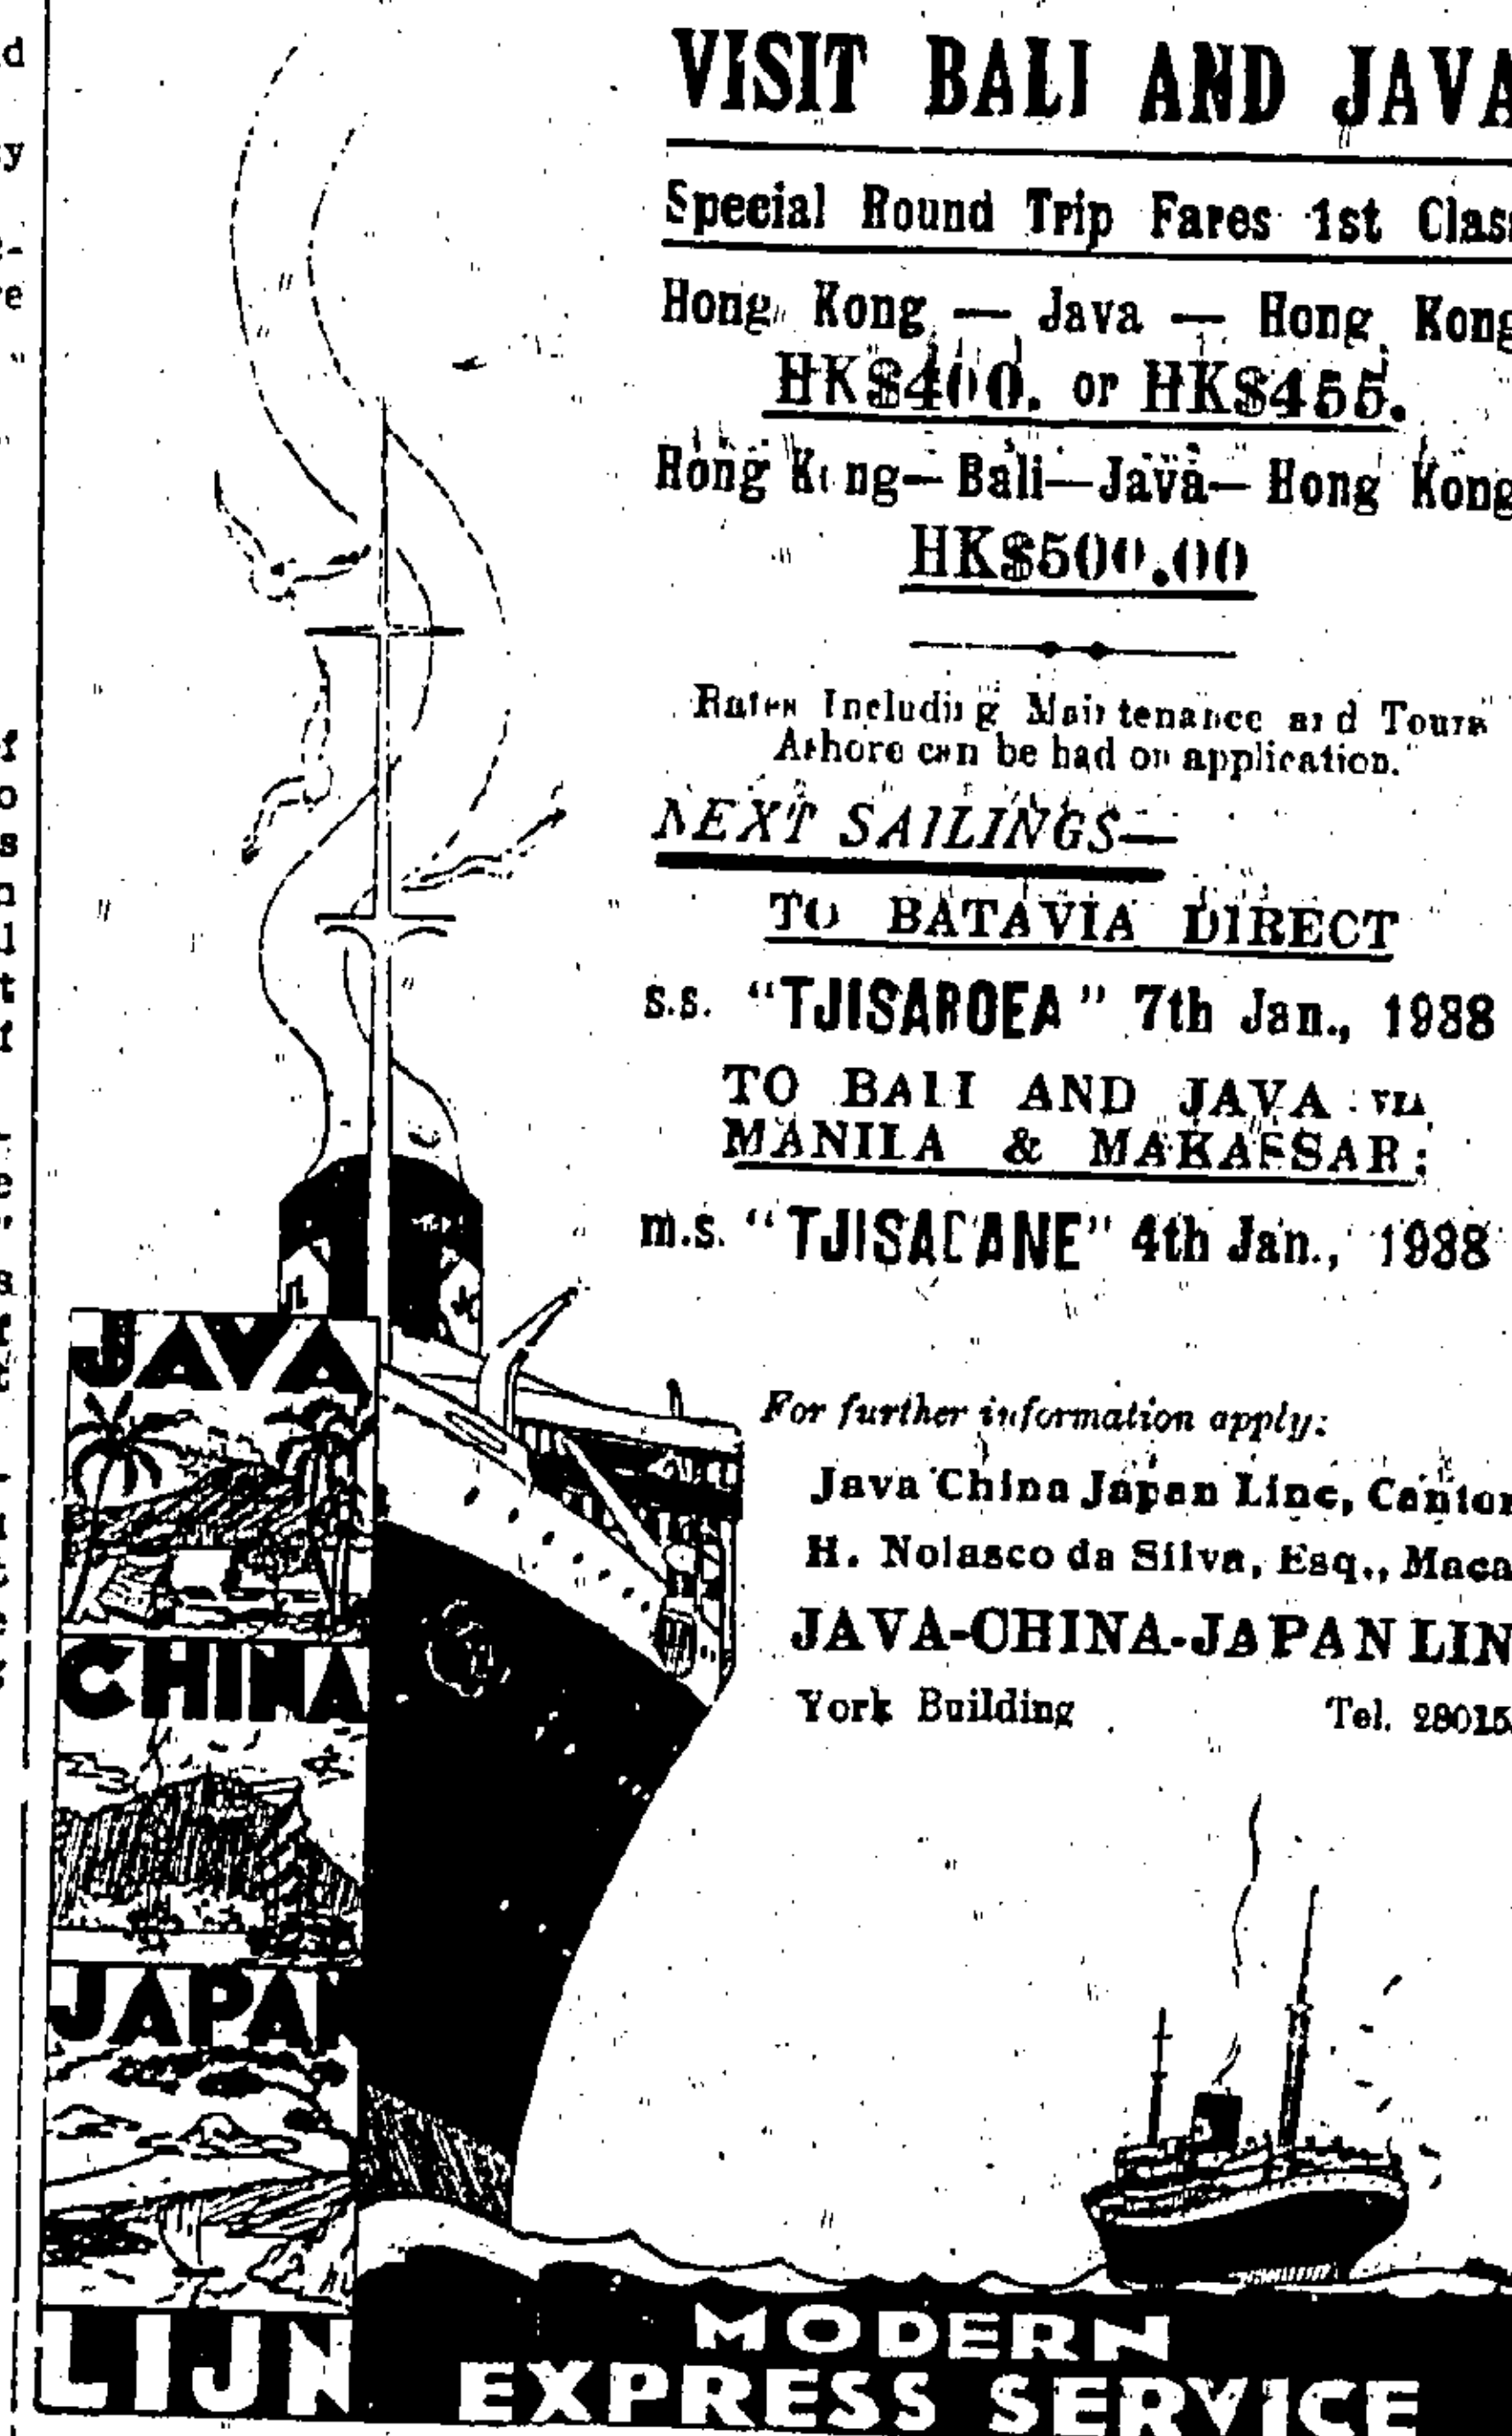 VISIT BALI AND JAVA
Special Round Trip Fares 1st Clas
Hong Kong — Java — Hong Kong
HK$400. or HK$455.
Hong Kong—Bali—Java—Hong Kong
HK$500.00
Rates Including Maintenance and Tours
Ashore can be had on application."
NEXT SAILINGS—
TO BATAVIA DIRECT
s.s. "TJISAROEA" 7th Jan., 1938
TO BALI AND JAVA VIA
MANILA & MAKASSAR:
m.s. "TJISADANE" 4th Jan., 1938
For further information apply:
Java China Japan Line, Canton
H. Nolasco da Silva, Esq., Maca
JAVA-CHINA-JAPAN LIN
York Building Tel. 28015
JAVA
CHINA
JAPAN
LIJN
MODERN
EXPRESS SERVICE